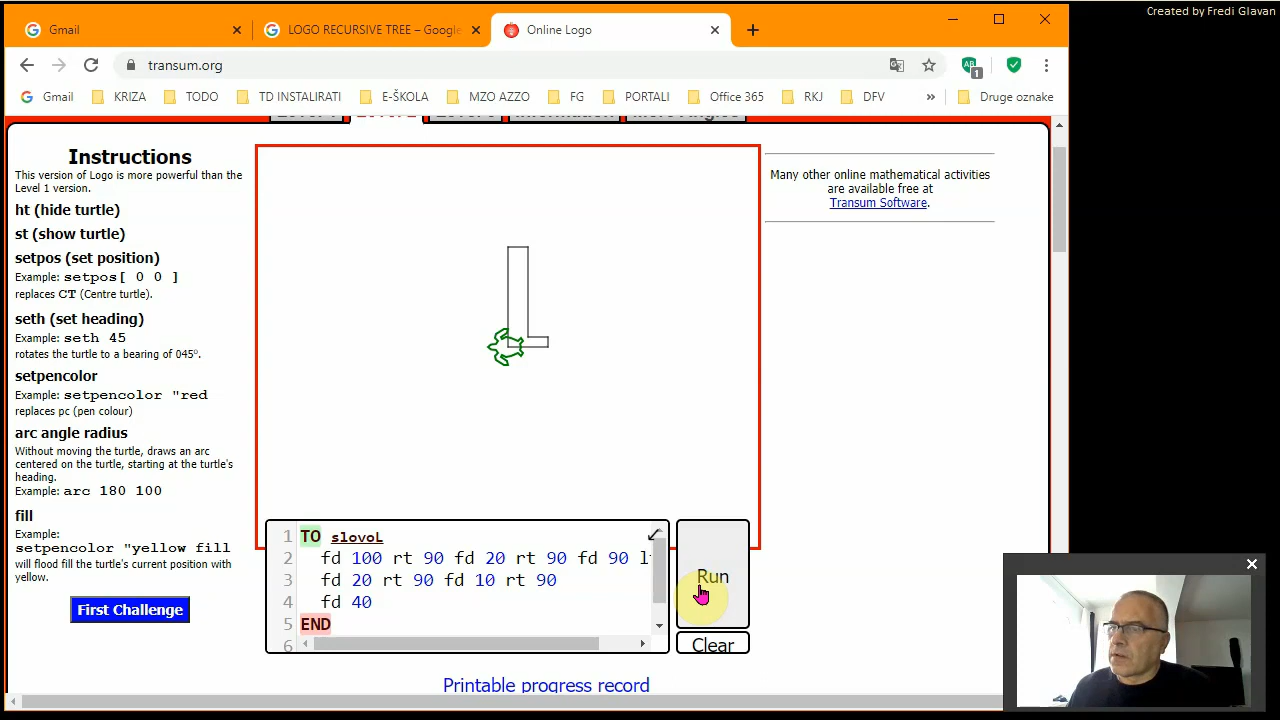 Created by Fredi Glavan
Gmail
LOGO RECURSIVE TREE – Google
Online Logo
transum.org
Gmail
KRIZA
TODO
TD INSTALIRATI
E-ŠKOLA
MZO AZZO
FG
PORTALI
Office 365
RKJ
DFV
»
Druge oznake
Instructions
This version of Logo is more powerful than the
Level 1 version.
ht (hide turtle)
st (show turtle)
setpos (set position)
Example: setpos[ 0 0 ]
replaces CT (Centre turtle).
seth (set heading)
Example: seth 45
rotates the turtle to a bearing of 045°.
setpencolor
Example: setpencolor "red
replaces pc (pen colour)
arc angle radius
Without moving the turtle, draws an arc
centered on the turtle, starting at the turtle's
heading.
Example: arc 180 100
fill
Example:
setpencolor "yellow fill
will flood fill the turtle's current position with
yellow.
First Challenge
Many other online mathematical activities
are available free at
Transum Software.
1 TO slovoL
2 fd 100 rt 90 fd 20 rt 90 fd 90 l
3 fd 20 rt 90 fd 10 rt 90
4 fd 40
5 END
6
Run
Clear
Printable progress record